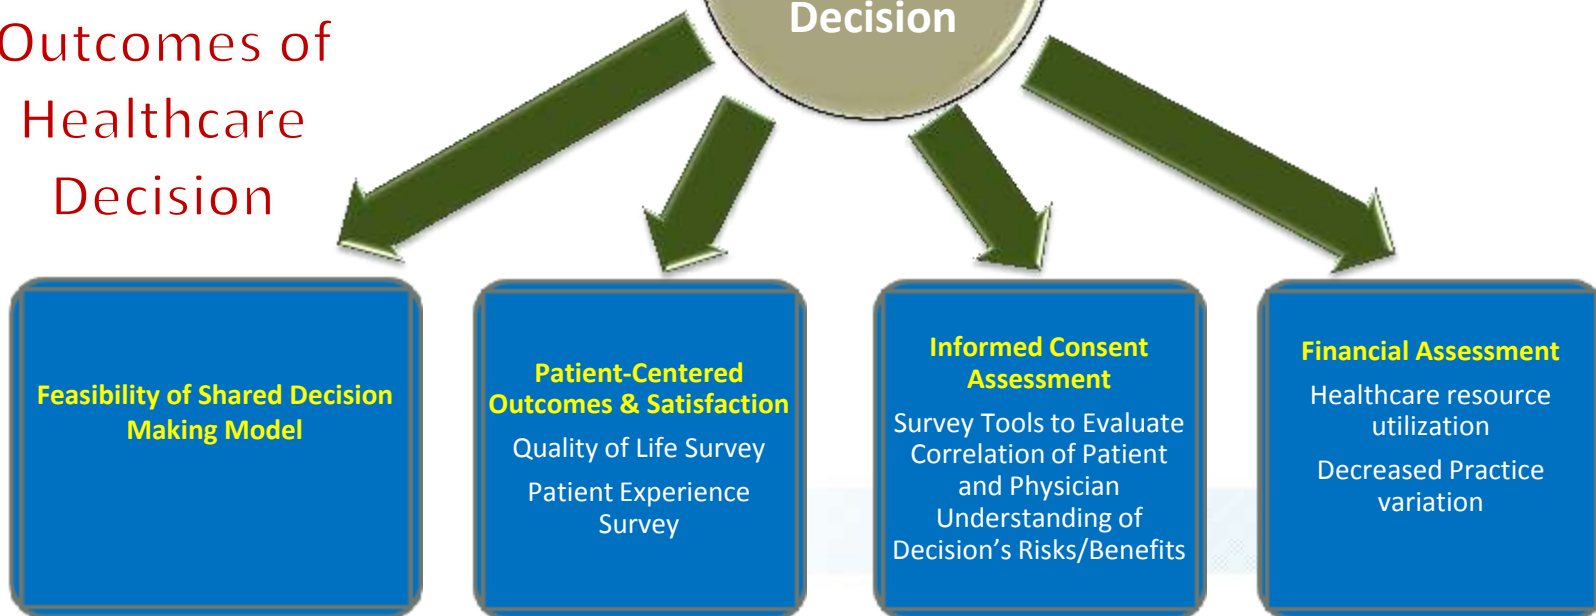 Decision
Outcomes of
Healthcare
Decision
Feasibility of Shared Decision
Making Model
Patient-Centered
Outcomes & Satisfaction
Quality of Life Survey
Patient Experience
Survey
Informed Consent
Assessment
Survey Tools to Evaluate
Correlation of Patient
and Physician
Understanding of
Decision’s Risks/Benefits
Financial Assessment
Healthcare resource
utilization
Decreased Practice
variation